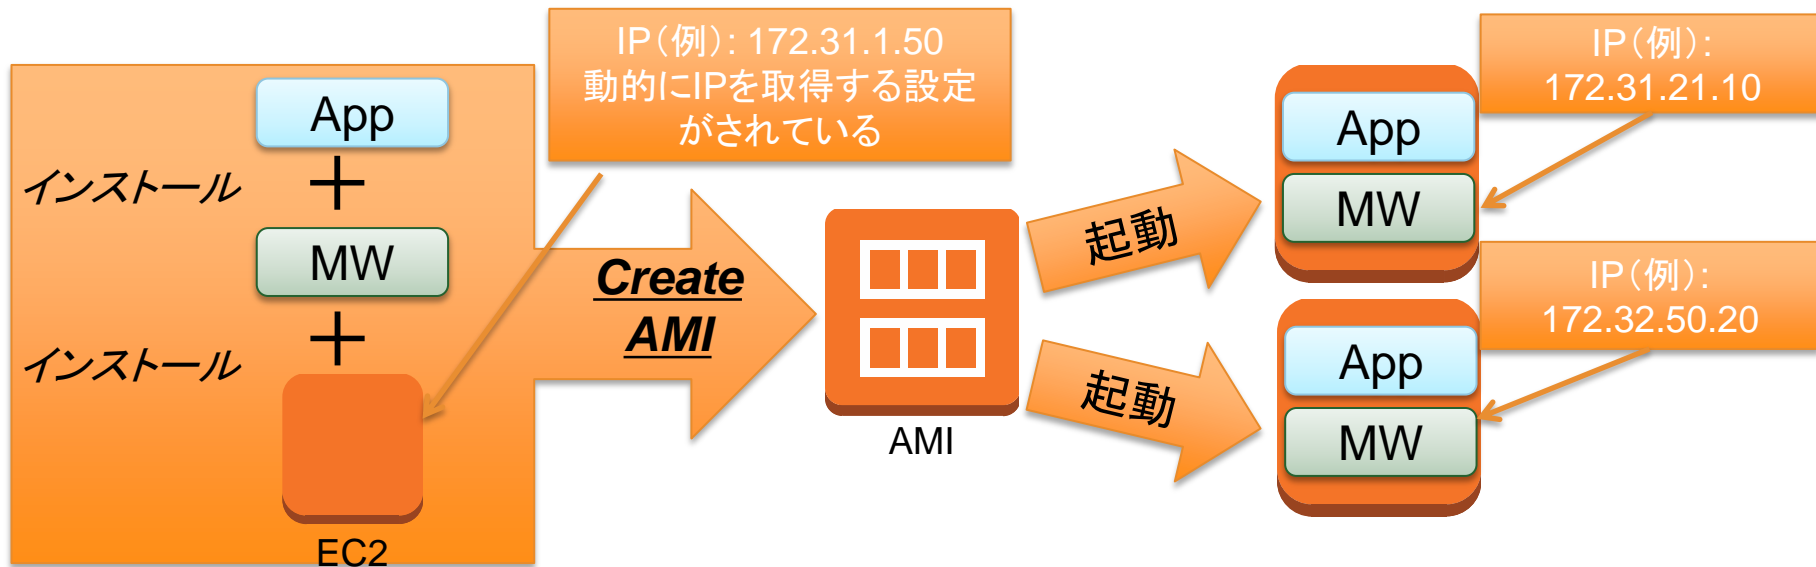 IP（例）: 172.31.1.50
動的にIPを取得する設定
がされている
App
インストール
+
MW
インストール
+
EC2
Create
AMI
AMI
起動
起動
IP（例）:
172.31.21.10
App
MW
IP（例）:
172.32.50.20
App
MW